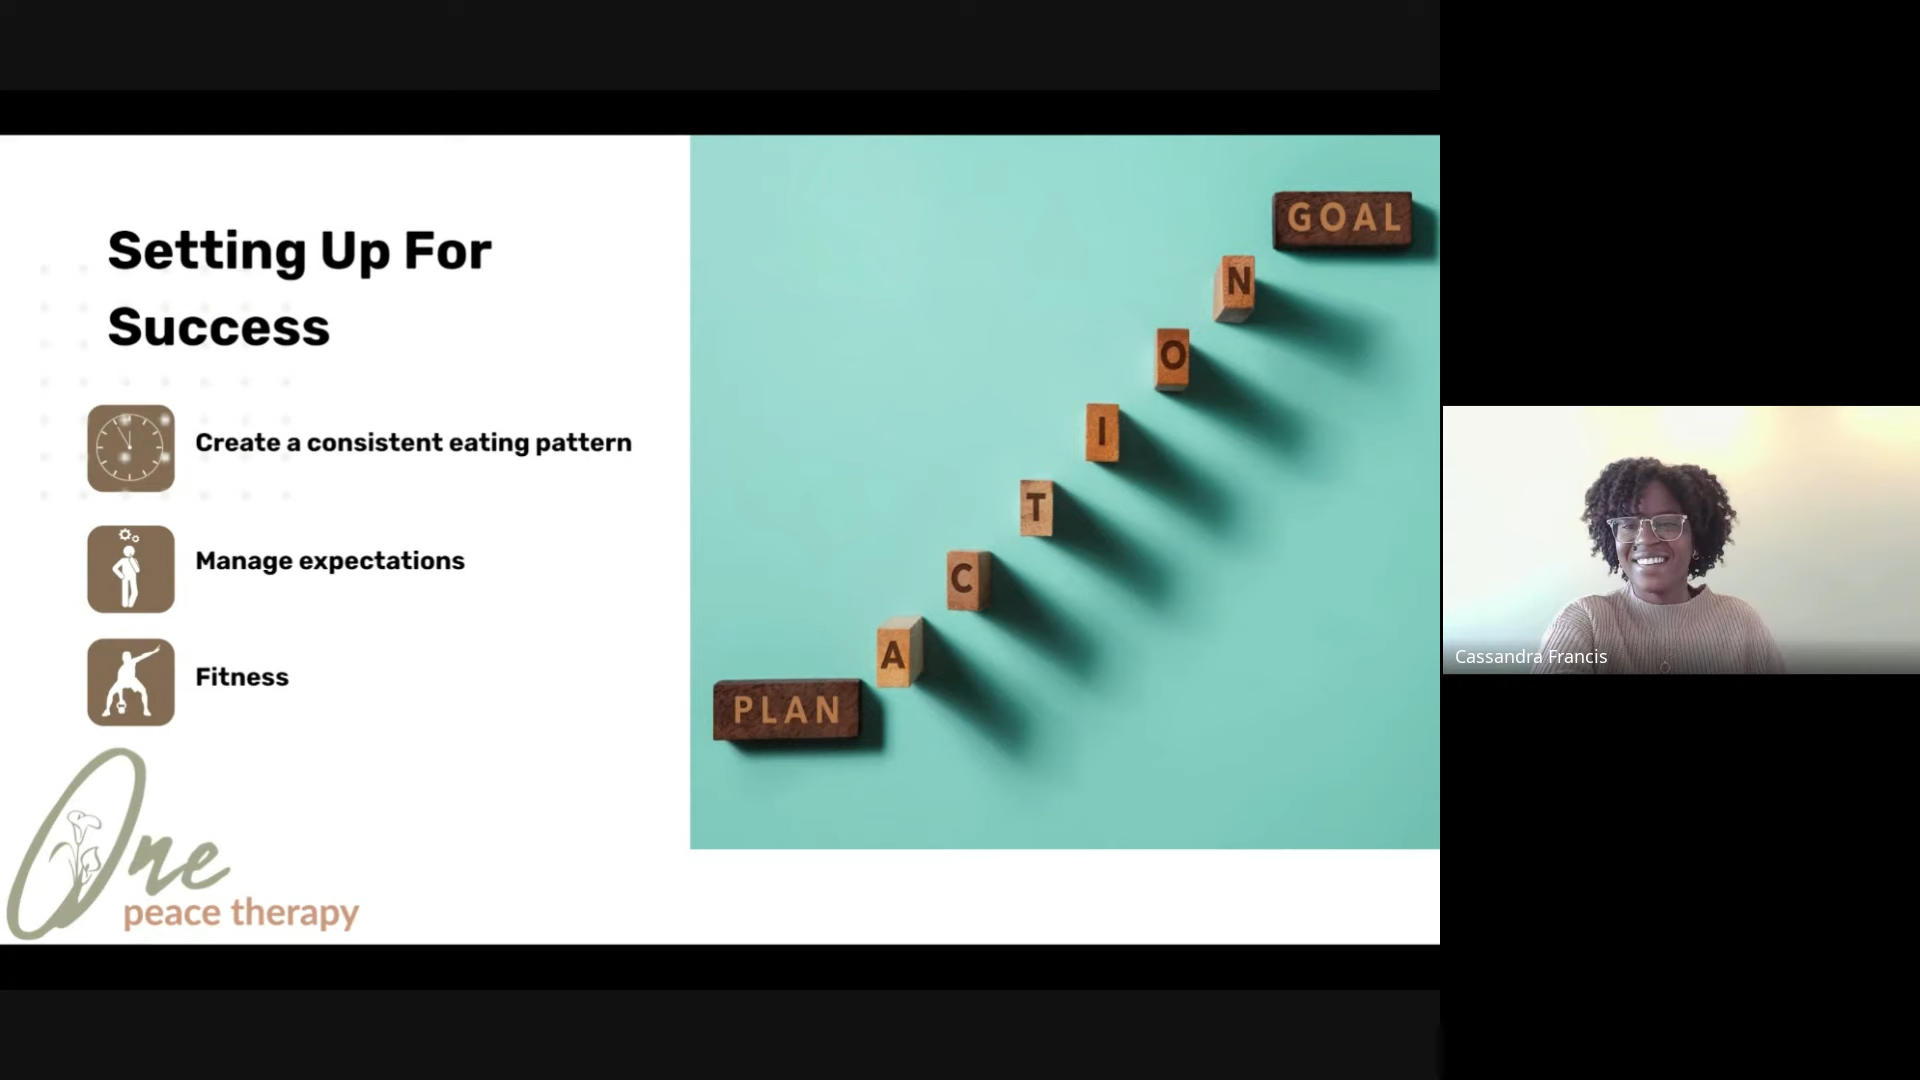 Setting Up For
Success
Create a consistent eating pattern
Manage expectations
Fitness
One
peace therapy
GOAL
N
O
I
T
C
A
PLAN
Cassandra Francis